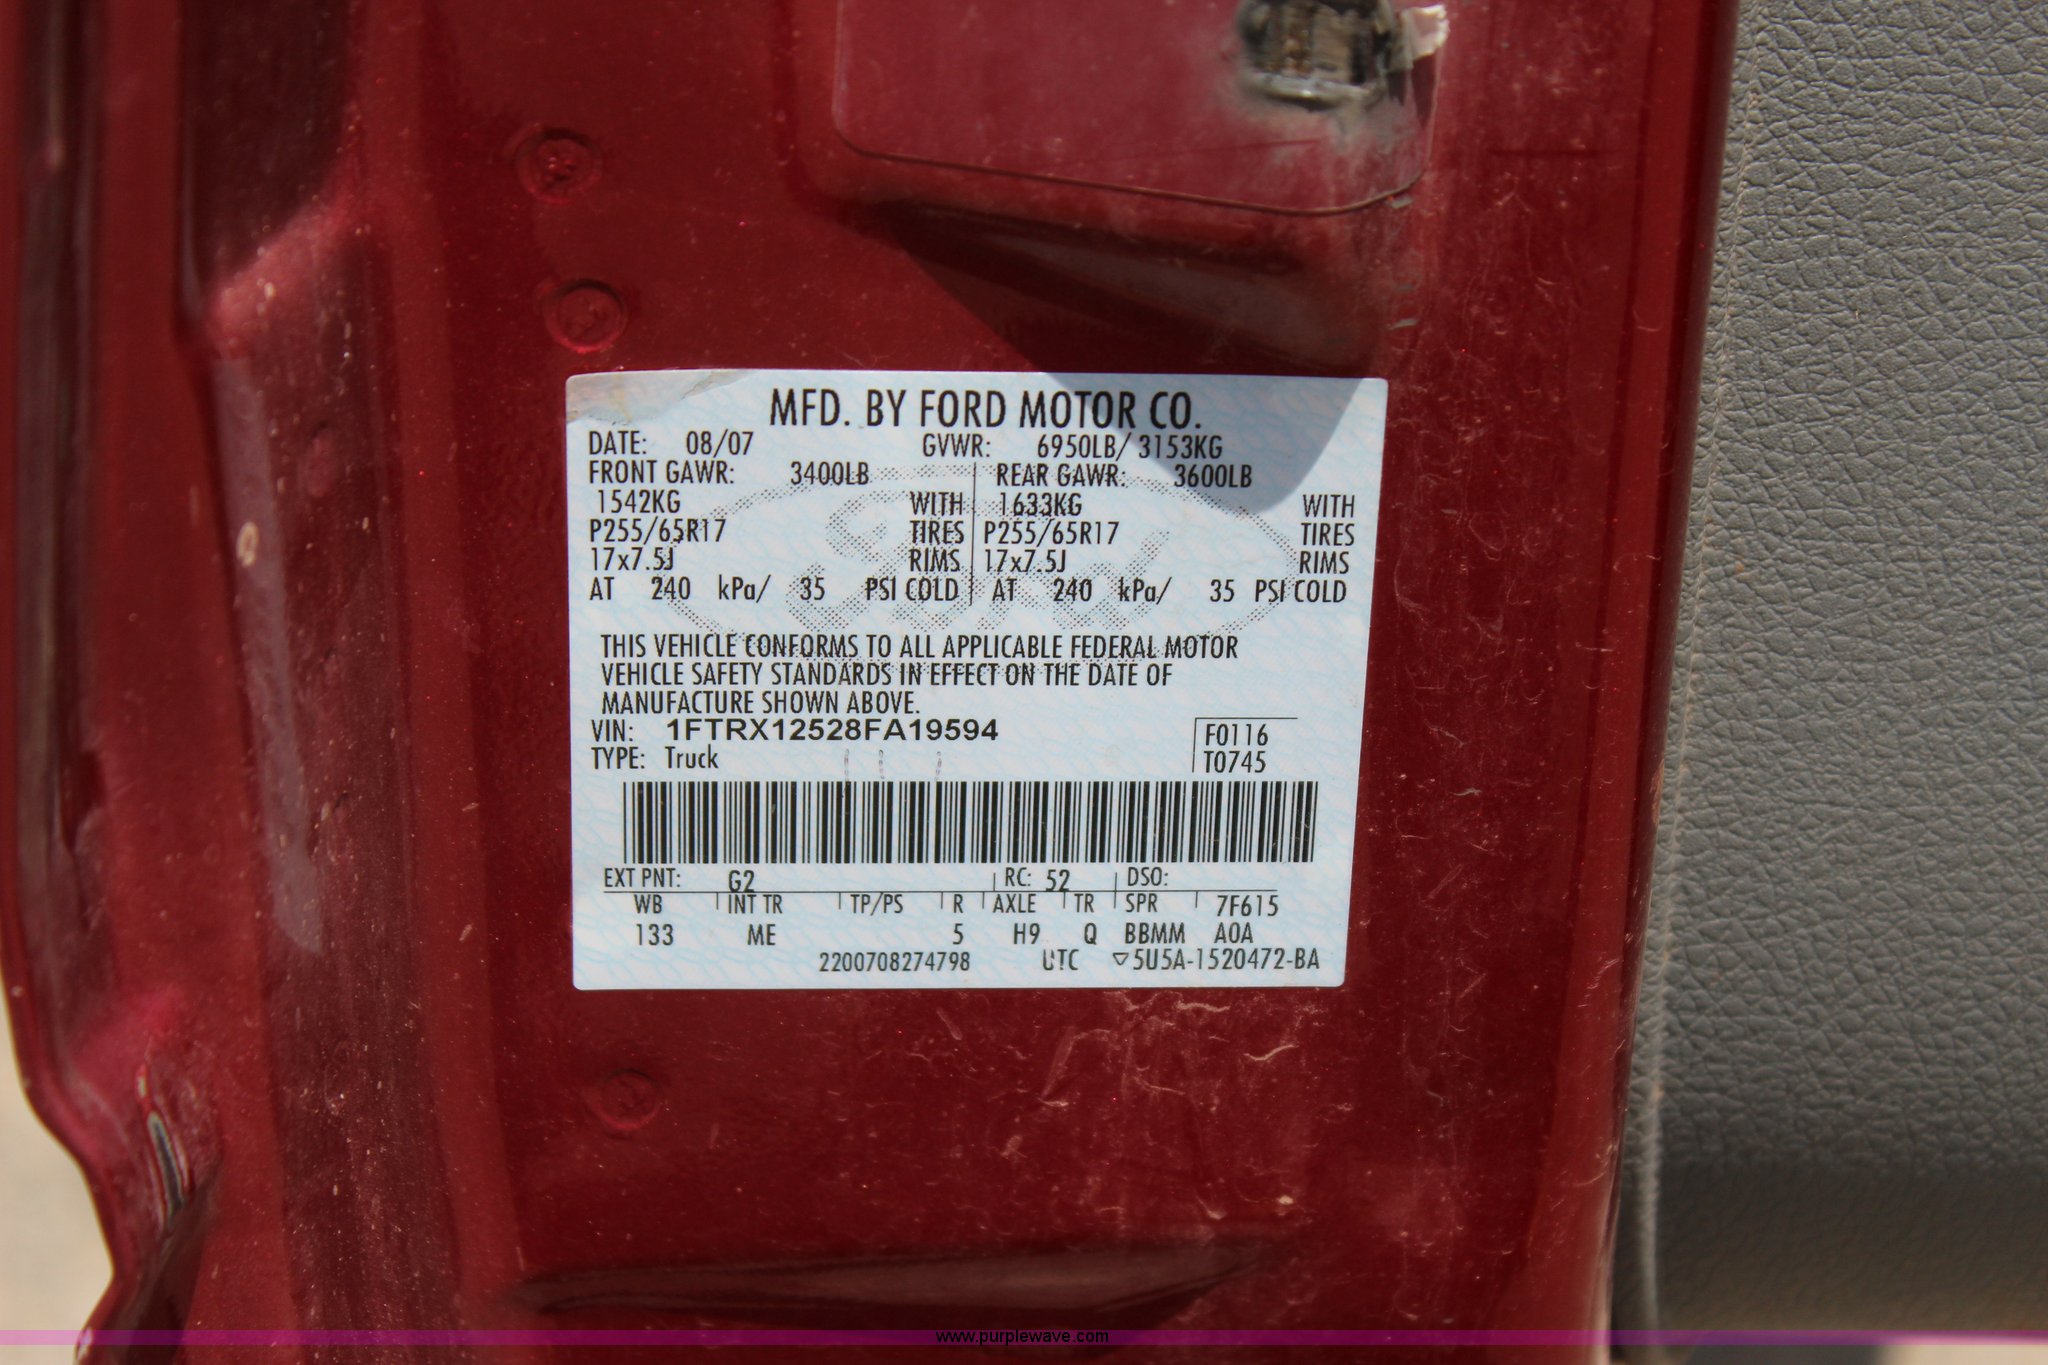 MFD. BY FORD MOTOR CO.
DATE: 08/07 GVWR: 6950LB/ 3153KG
FRONT GAWR: 3400LB REAR GAWR: 3600LB
1542KG WITH 1633KG WITH
P255/65R17 TIRES P255/65R17 TIRES
17x7.5J RIMS 17x7.5J RIMS
AT 240 kPa/ 35 PSI COLD AT 240 kPa/ 35 PSI COLD
THIS VEHICLE CONFORMS TO ALL APPLICABLE FEDERAL MOTOR
VEHICLE SAFETY STANDARDS IN EFFECT ON THE DATE OF
MANUFACTURE SHOWN ABOVE.
VIN: 1FTRX12528FA19594 F0116
TYPE: Truck T0745
EXT PNT: G2 RC: 52 DSO:
WB INT TR TP/PS R AXLE TR SPR 7F615
133 ME 5 H9 Q BBMM A0A
2200708274798 UTC ▽5U5A-1520472-BA
www.purplewave.com